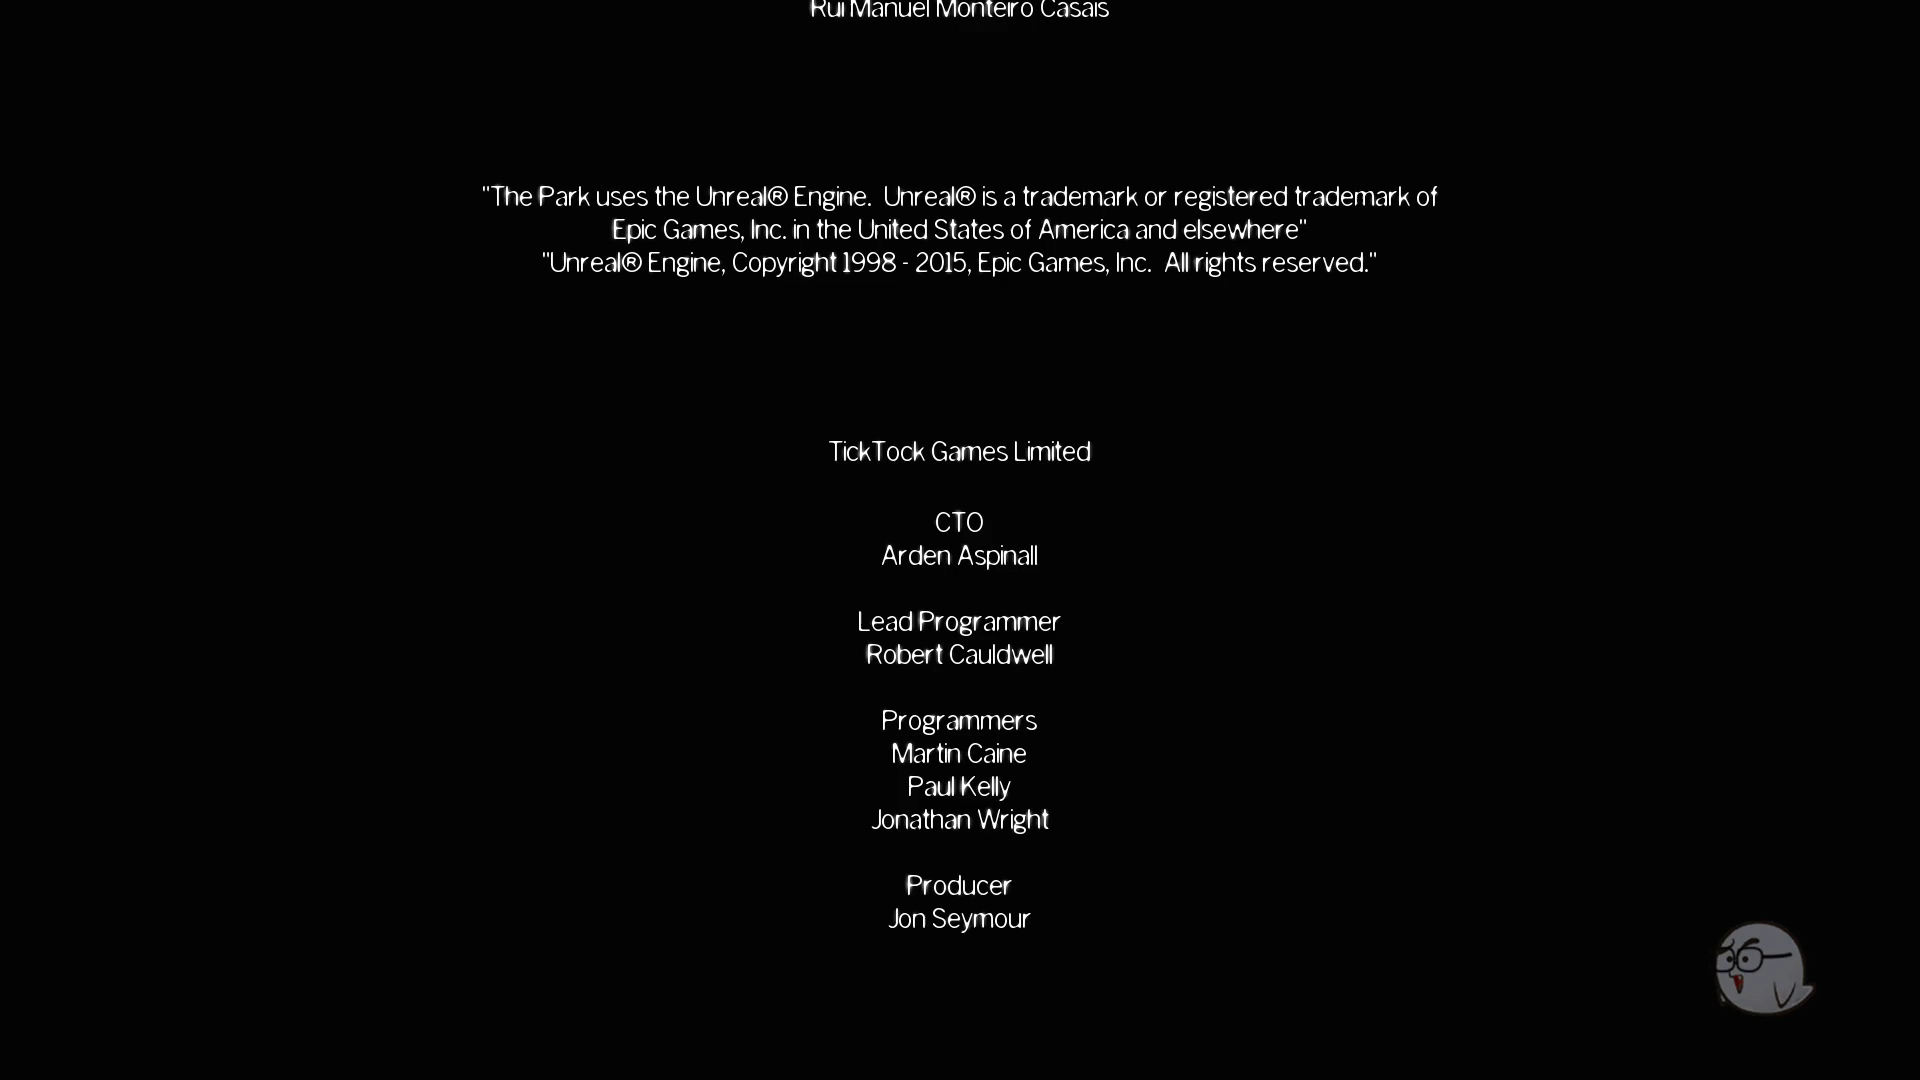 Rui Manuel Monteiro Casais
"The Park uses the Unreal® Engine.  Unreal® is a trademark or registered trademark of
Epic Games, Inc. in the United States of America and elsewhere"
"Unreal® Engine, Copyright 1998 - 2015, Epic Games, Inc.  All rights reserved."
TickTock Games Limited
CTO
Arden Aspinall
Lead Programmer
Robert Cauldwell
Programmers
Martin Caine
Paul Kelly
Jonathan Wright
Producer
Jon Seymour